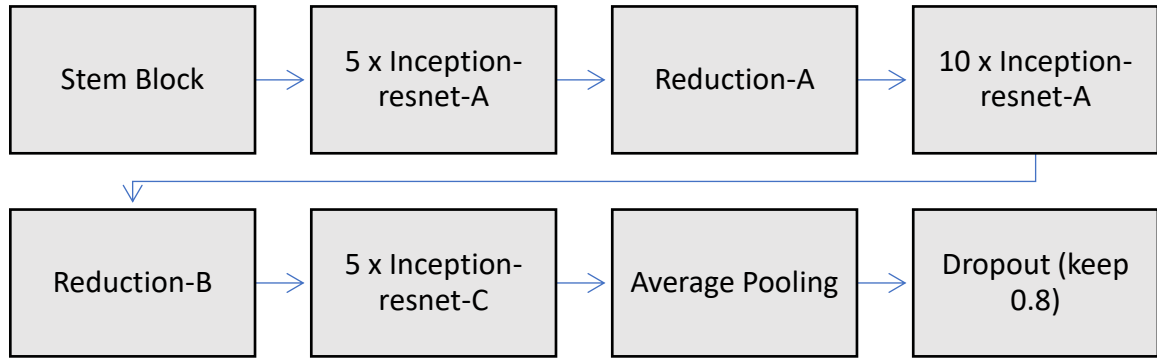 Stem Block
5 x Inception-
resnet-A
Reduction-A
10 x Inception-
resnet-A
Reduction-B
5 x Inception-
resnet-C
Average Pooling
Dropout (keep
0.8)